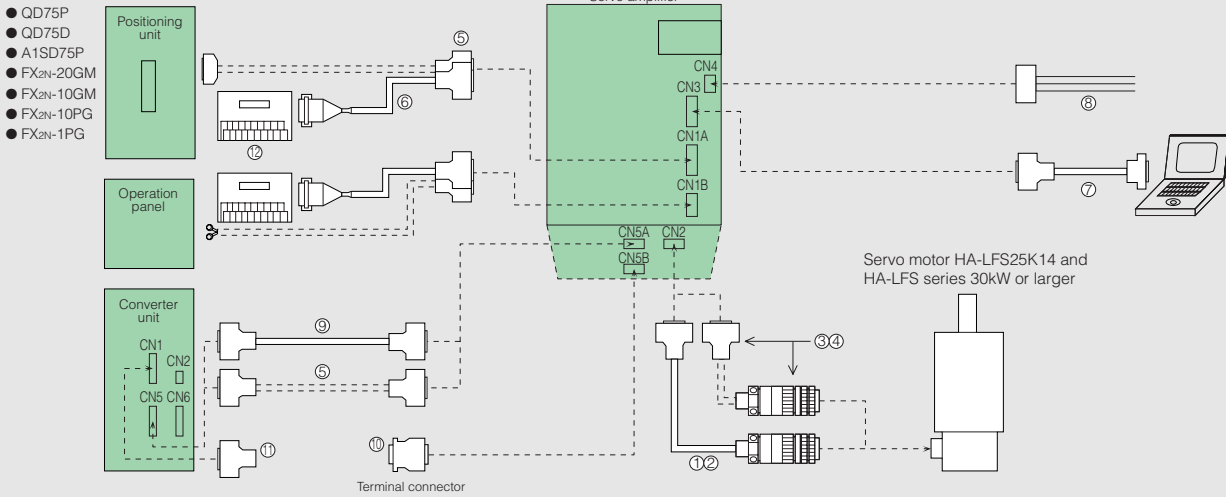 ● QD75P
● QD75D
● A1SD75P
● FX2N-20GM
● FX2N-10GM
● FX2N-10PG
● FX2N-1PG
Positioning
unit
⑤
⑥
⑫
Operation
panel
CN4
CN3
CN1A
CN1B
CN5A
CN2
CN5B
⑧
⑦
Servo motor HA-LFS25K14 and
HA-LFS series 30kW or larger
Converter
unit
CN1
CN2
CN5
CN6
⑨
⑤
⑪
⑩
Terminal connector
③④
①②